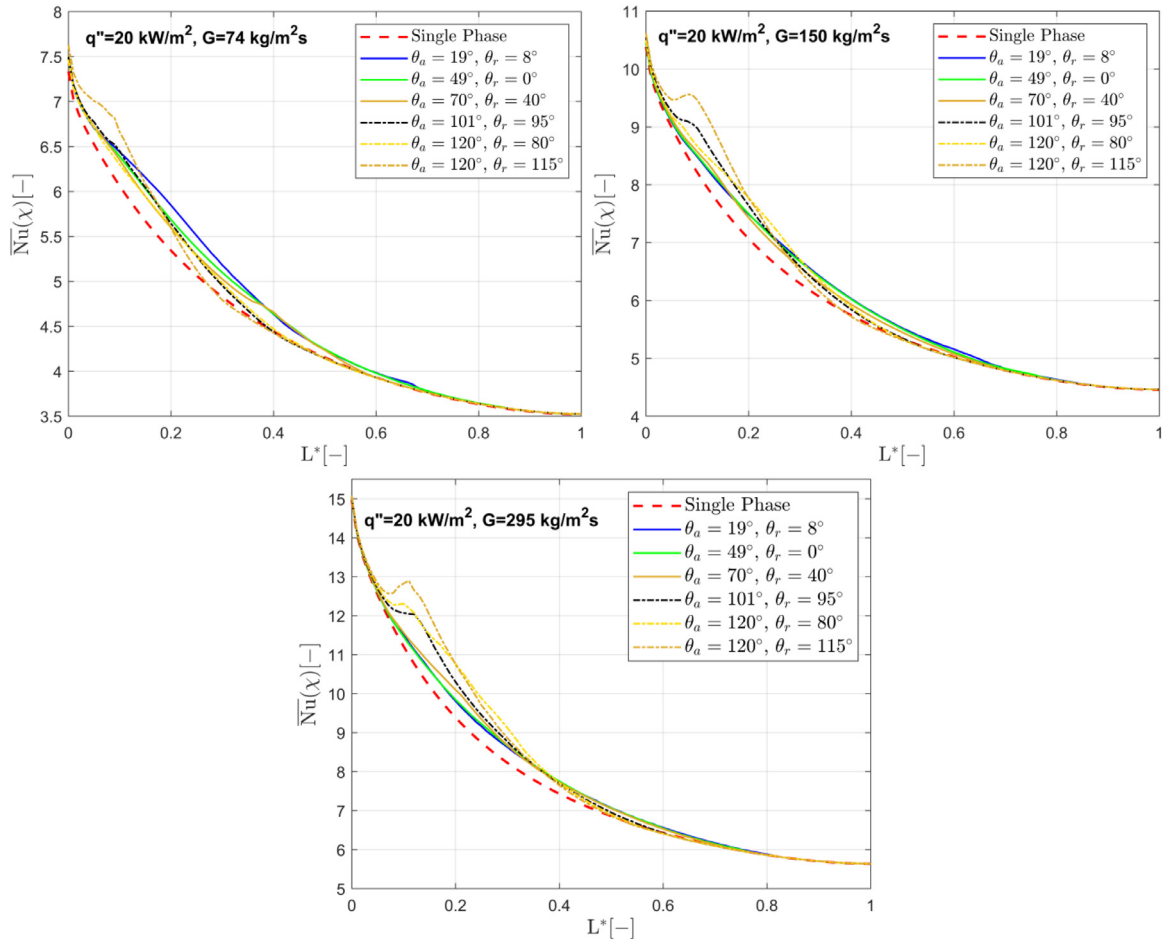 q"=20 kW/m², G=74 kg/m²s
Single Phase
θₐ = 19°, θᵣ = 8°
θₐ = 49°, θᵣ = 0°
θₐ = 70°, θᵣ = 40°
θₐ = 101°, θᵣ = 95°
θₐ = 120°, θᵣ = 80°
θₐ = 120°, θᵣ = 115°
8
7.5
7
6.5
6
5.5
5
4.5
4
3.5
N̅u̅(χ)[−]
0 0.2 0.4 0.6 0.8 1
L*[−]
q"=20 kW/m², G=150 kg/m²s
Single Phase
θₐ = 19°, θᵣ = 8°
θₐ = 49°, θᵣ = 0°
θₐ = 70°, θᵣ = 40°
θₐ = 101°, θᵣ = 95°
θₐ = 120°, θᵣ = 80°
θₐ = 120°, θᵣ = 115°
11
10
9
8
7
6
5
4
N̅u̅(χ)[−]
0 0.2 0.4 0.6 0.8 1
L*[−]
q"=20 kW/m², G=295 kg/m²s
Single Phase
θₐ = 19°, θᵣ = 8°
θₐ = 49°, θᵣ = 0°
θₐ = 70°, θᵣ = 40°
θₐ = 101°, θᵣ = 95°
θₐ = 120°, θᵣ = 80°
θₐ = 120°, θᵣ = 115°
15
14
13
12
11
10
9
8
7
6
5
N̅u̅(χ)[−]
0 0.2 0.4 0.6 0.8 1
L*[−]